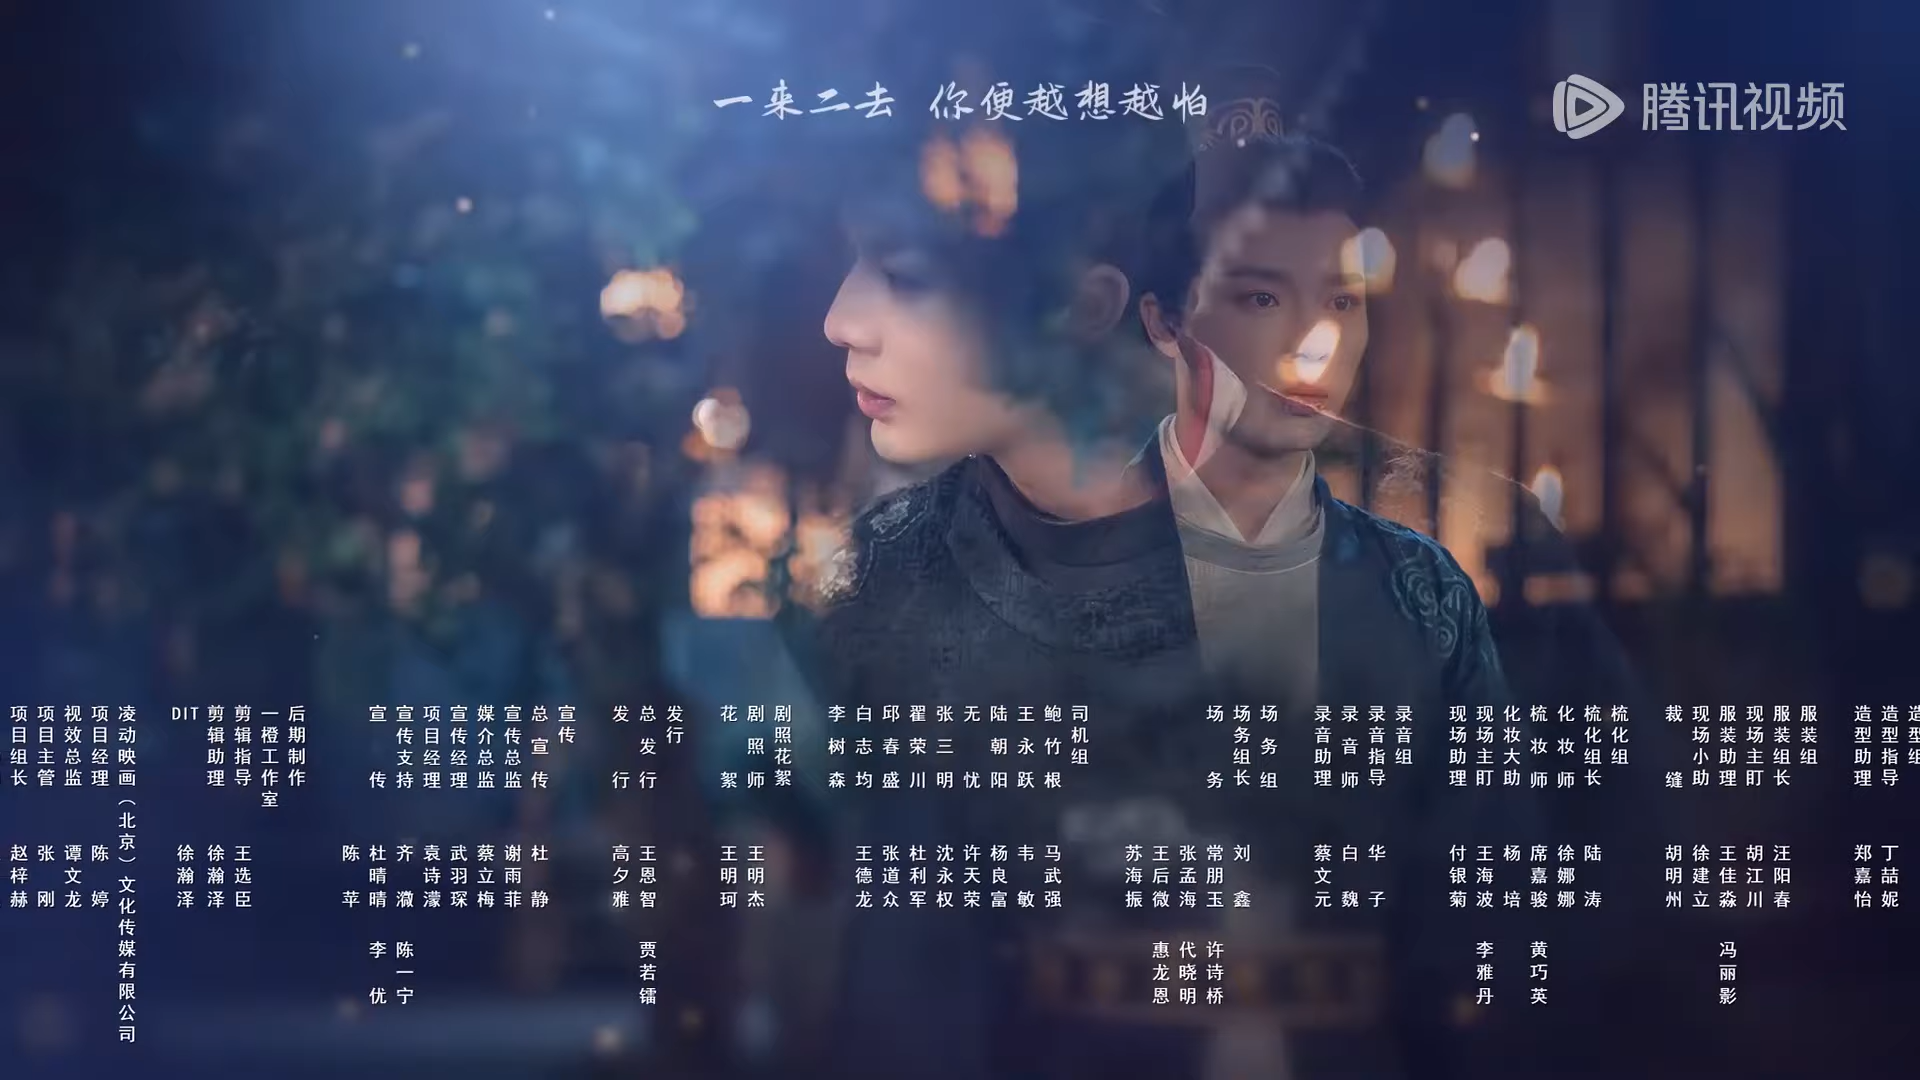 一来二去 你便越想越怕
腾讯视频
造型组
造型指导 丁喆妮
造型助理 郑嘉怡
服装组
服装组长 汪阳春
现场主盯 胡江川
服装助理 王佳淼 冯丽影
现场小助 徐建立
裁缝 胡明州
梳化组
梳化组长 陆涛
化妆师 徐娜娜
梳妆师 席嘉骏 黄巧英
化妆大助 杨培
现场主盯 王海波 李雅丹
现场助理 付银菊
录音组
录音指导 华子
录音师 白魏
录音助理 蔡文元
场务组
场务组长 刘鑫
场务 常朋玉 许诗桥
张孟海 代晓明
王后微 惠龙恩
苏海振
司机组
鲍竹根 马武强
王永跃 韦敏
陆朝阳 杨良富
无忧 许天荣
张三明 沈永权
翟荣川 杜利军
邱春盛 张道众
白志均 王德龙
李树森
剧照花絮
剧照师 王明杰
花絮 王明珂
发行
总发行 王恩智 贾若镭
发行 高夕雅
宣传
总宣传 杜静
宣传总监 谢雨菲
媒介总监 蔡立梅
宣传经理 武羽琛
项目经理 袁诗濛
宣传支持 齐 陈一宁
宣传 杜晴晴 李优
陈苹
后期制作
一橙工作室
剪辑指导 王选臣
剪辑助理 徐瀚泽
DIT 徐瀚泽
凌动映画（北京）文化传媒有限公司
项目经理 陈婷
视效总监 谭文龙
项目主管 张刚
项目组长 赵梓赫